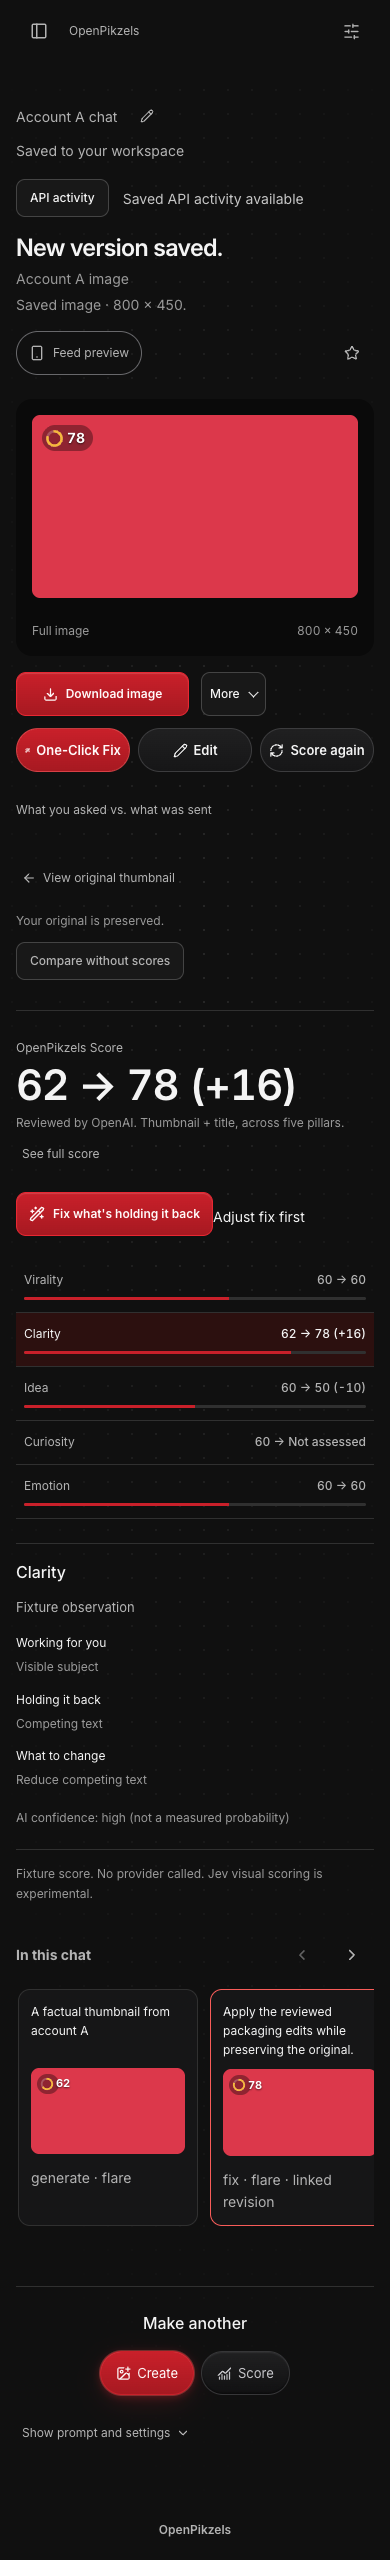 OpenPikzels
Account A chat
Saved to your workspace
API activity
Saved API activity available
New version saved.
Account A image
Saved image · 800 × 450.
Feed preview
78
Full image
800 × 450
Download image
More
One-Click Fix
Edit
Score again
What you asked vs. what was sent
View original thumbnail
Your original is preserved.
Compare without scores
OpenPikzels Score
62 → 78 (+16)
Reviewed by OpenAI. Thumbnail + title, across five pillars.
See full score
Fix what's holding it back
Adjust fix first
Virality
60 → 60
Clarity
62 → 78 (+16)
Idea
60 → 50 (-10)
Curiosity
60 → Not assessed
Emotion
60 → 60
Clarity
Fixture observation
Working for you
Visible subject
Holding it back
Competing text
What to change
Reduce competing text
AI confidence: high (not a measured probability)
Fixture score. No provider called. Jev visual scoring is
experimental.
In this chat
A factual thumbnail from
account A
62
generate · flare
Apply the reviewed
packaging edits while
preserving the original.
78
fix · flare · linked
revision
Make another
Create
Score
Show prompt and settings
OpenPikzels